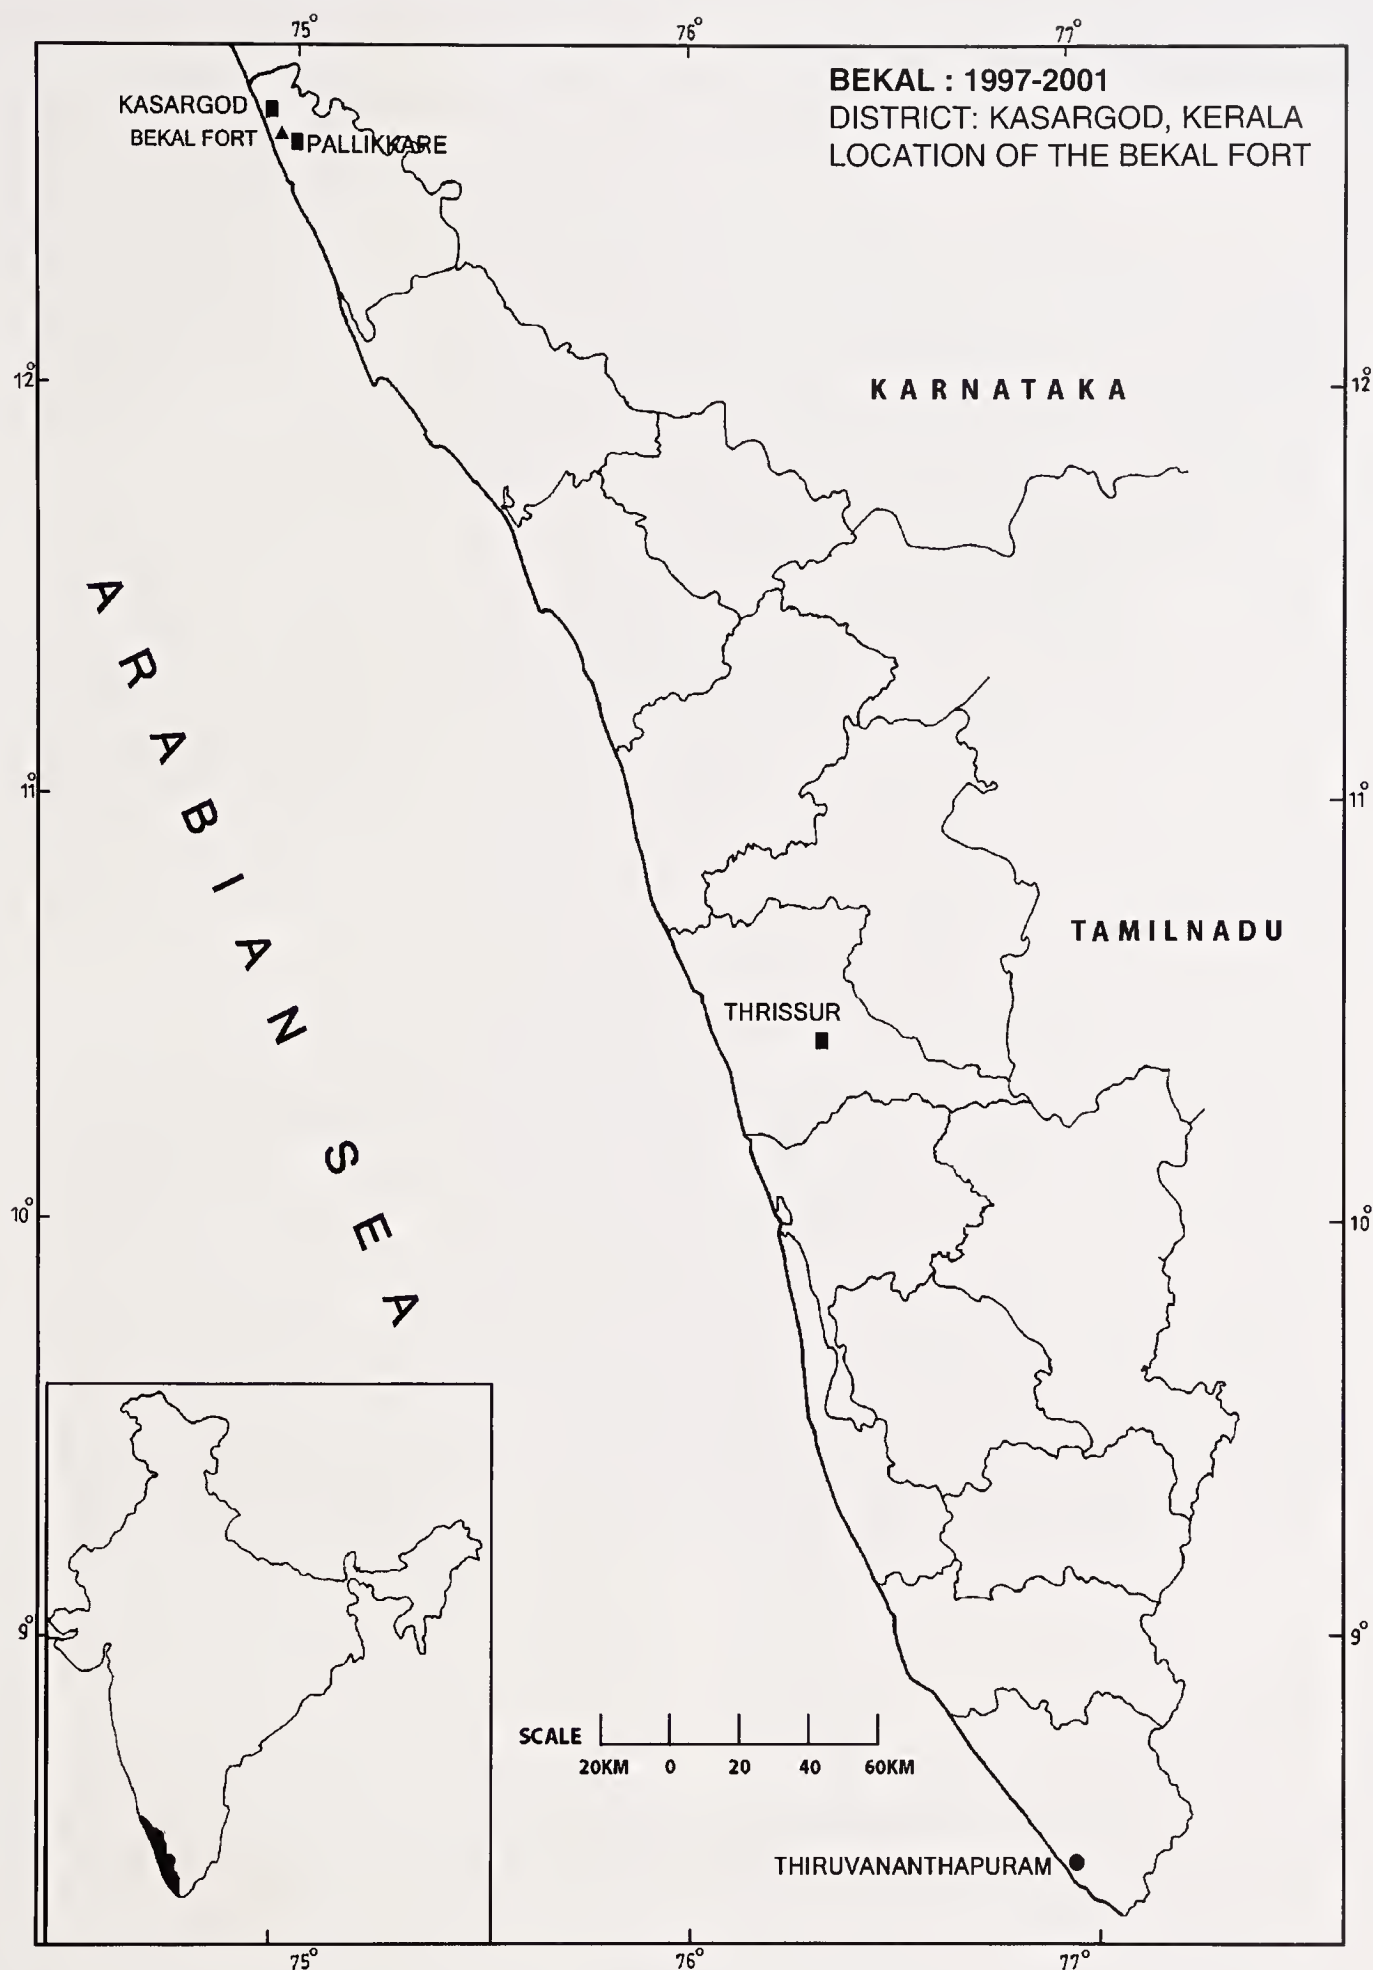 75°
76°
77°
BEKAL : 1997-2001
DISTRICT: KASARGOD, KERALA
LOCATION OF THE BEKAL FORT
KASARGOD
BEKAL FORT
PALLIKKARE
12°
12°
KARNATAKA
ARABIAN SEA
11°
11°
TAMILNADU
THRISSUR
10°
10°
9°
9°
SCALE
20KM 0 20 40 60KM
THIRUVANANTHAPURAM
75°
76°
77°